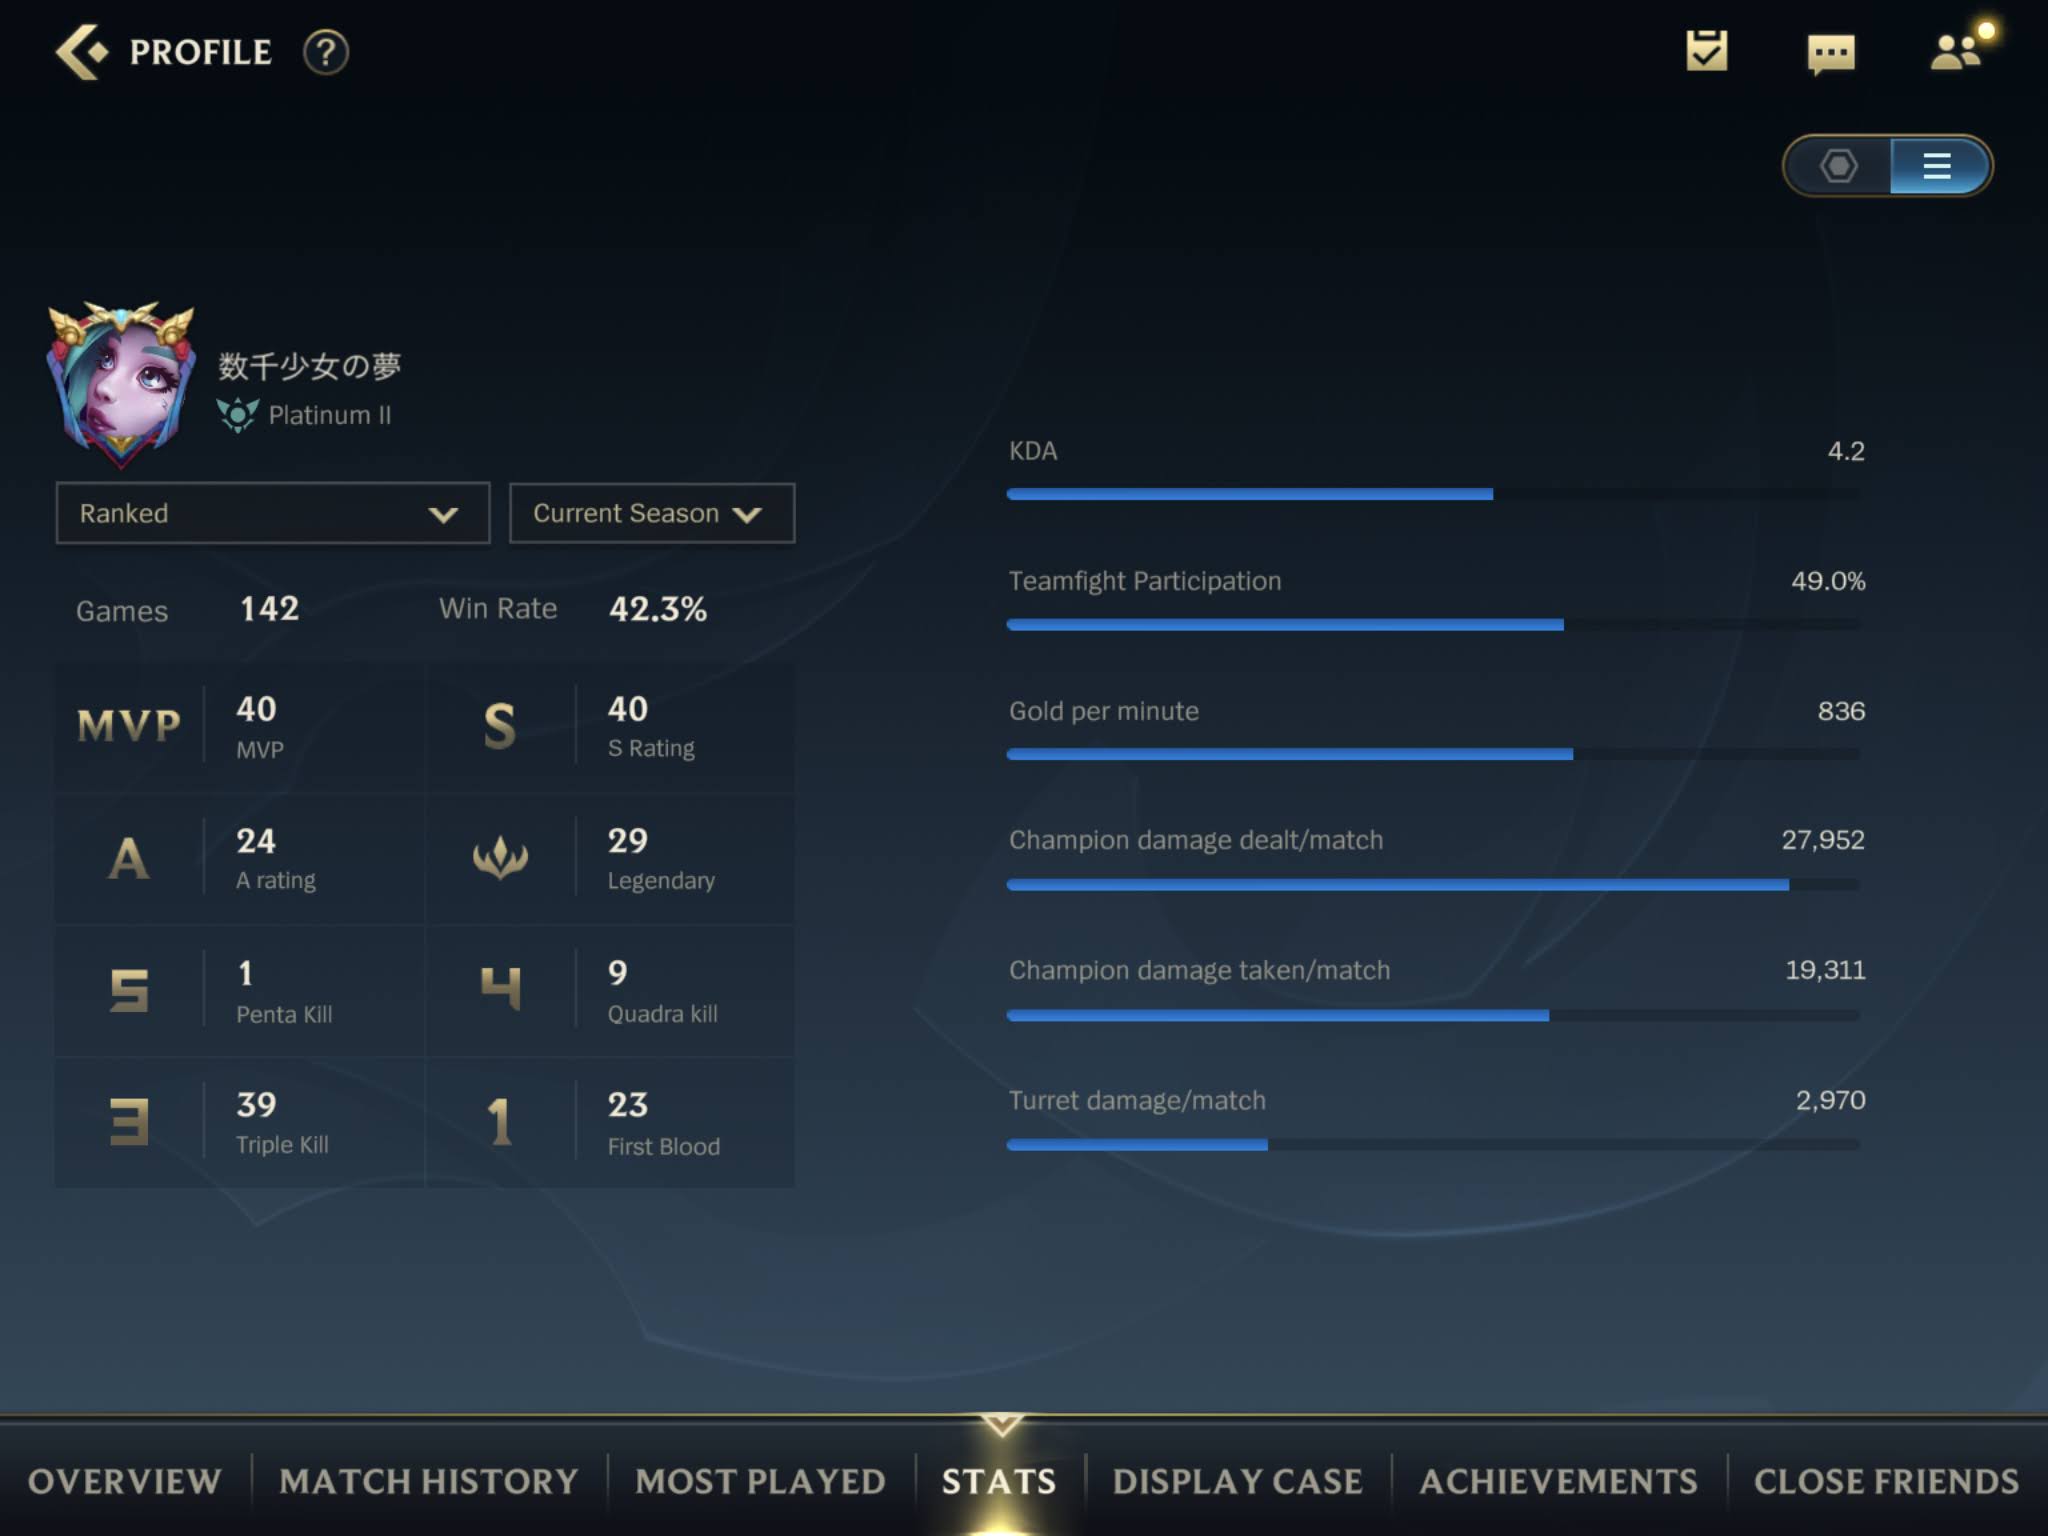 PROFILE ?
数千少女の夢
Platinum II
Ranked
Current Season
Games 142 Win Rate 42.3%
MVP 40 MVP
S 40 S Rating
A 24 A rating
29 Legendary
5 1 Penta Kill
4 9 Quadra kill
3 39 Triple Kill
1 23 First Blood
KDA 4.2
Teamfight Participation 49.0%
Gold per minute 836
Champion damage dealt/match 27,952
Champion damage taken/match 19,311
Turret damage/match 2,970
OVERVIEW MATCH HISTORY MOST PLAYED STATS DISPLAY CASE ACHIEVEMENTS CLOSE FRIENDS